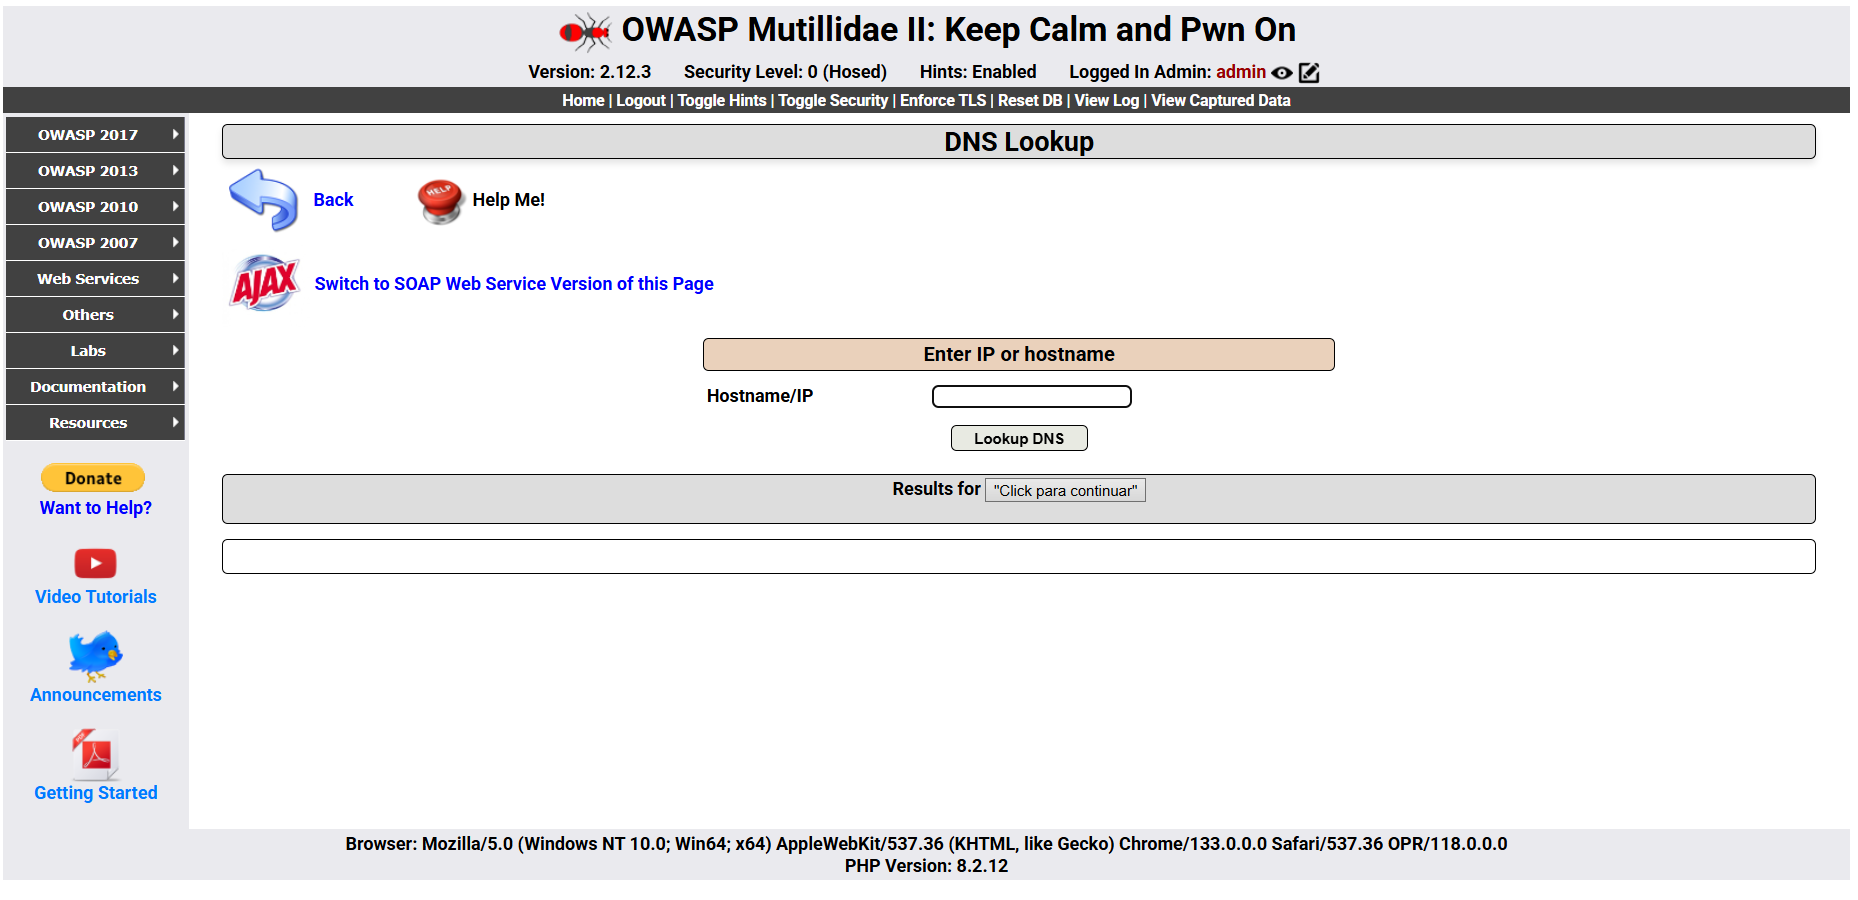 OWASP Mutillidae II: Keep Calm and Pwn On
Version: 2.12.3 Security Level: 0 (Hosed) Hints: Enabled Logged In Admin: admin
Home | Logout | Toggle Hints | Toggle Security | Enforce TLS | Reset DB | View Log | View Captured Data
OWASP 2017
OWASP 2013
OWASP 2010
OWASP 2007
Web Services
Others
Labs
Documentation
Resources
Donate
Want to Help?
Video Tutorials
Announcements
PDF
Getting Started
DNS Lookup
Back
HELP
Help Me!
AJAX
Switch to SOAP Web Service Version of this Page
Enter IP or hostname
Hostname/IP
Lookup DNS
Results for "Click para continuar"
Browser: Mozilla/5.0 (Windows NT 10.0; Win64; x64) AppleWebKit/537.36 (KHTML, like Gecko) Chrome/133.0.0.0 Safari/537.36 OPR/118.0.0.0
PHP Version: 8.2.12